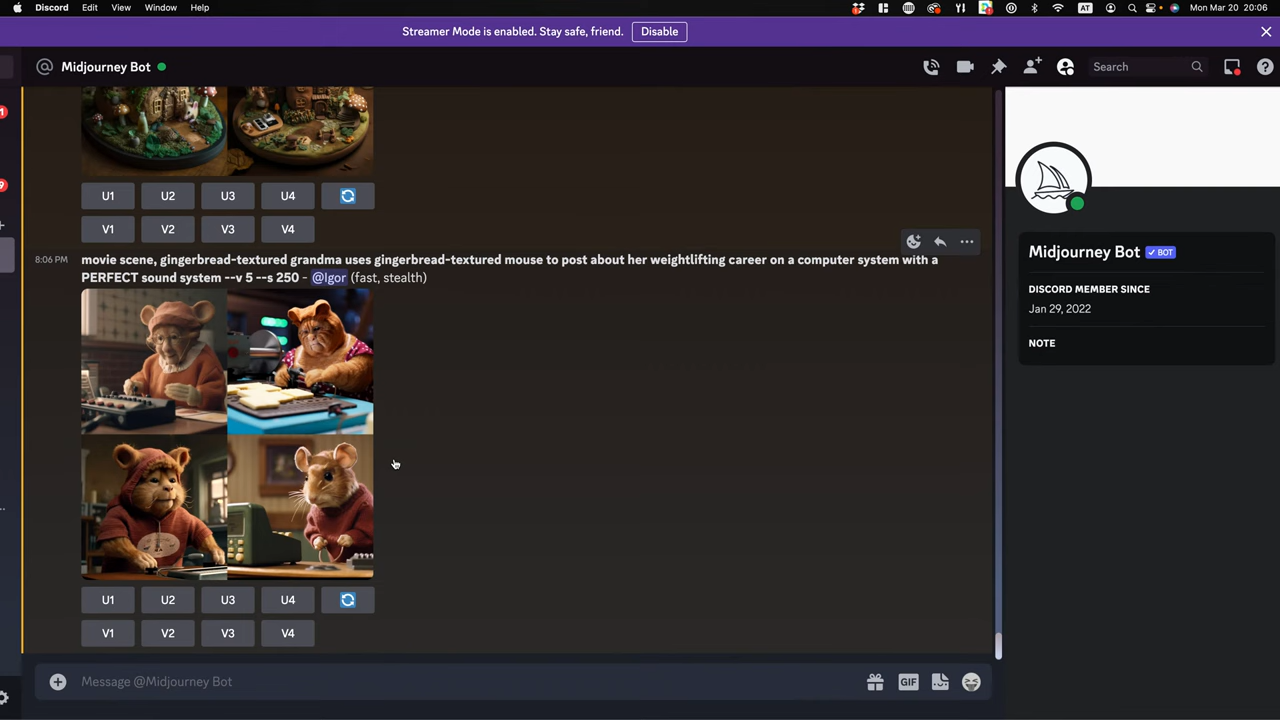 Discord Edit View Window Help AT Mon Mar 20 20:06
Streamer Mode is enabled. Stay safe, friend. Disable
Midjourney Bot Search
U1 U2 U3 U4
V1 V2 V3 V4
8:06 PM movie scene, gingerbread-textured grandma uses gingerbread-textured mouse to post about her weightlifting career on a computer system with a
PERFECT sound system --v 5 --s 250 - @Igor (fast, stealth)
U1 U2 U3 U4
V1 V2 V3 V4
Message @Midjourney Bot GIF
Midjourney Bot BOT
DISCORD MEMBER SINCE
Jan 29, 2022
NOTE